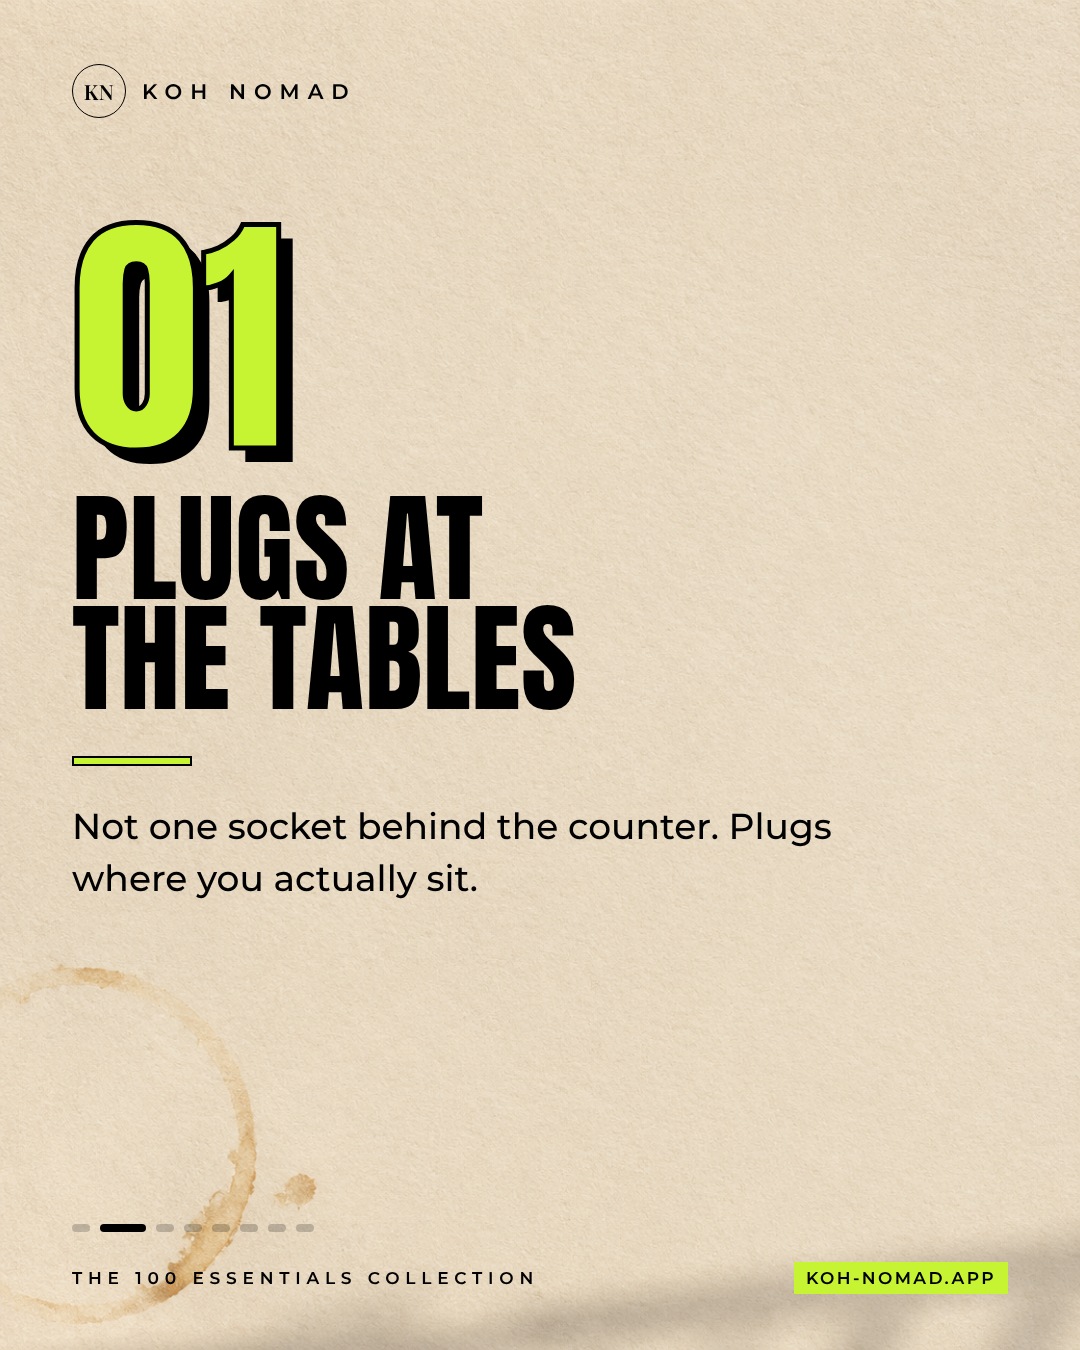 KN
KOH NOMAD
01
PLUGS AT
THE TABLES
Not one socket behind the counter. Plugs
where you actually sit.
THE 100 ESSENTIALS COLLECTION
KOH-NOMAD.APP